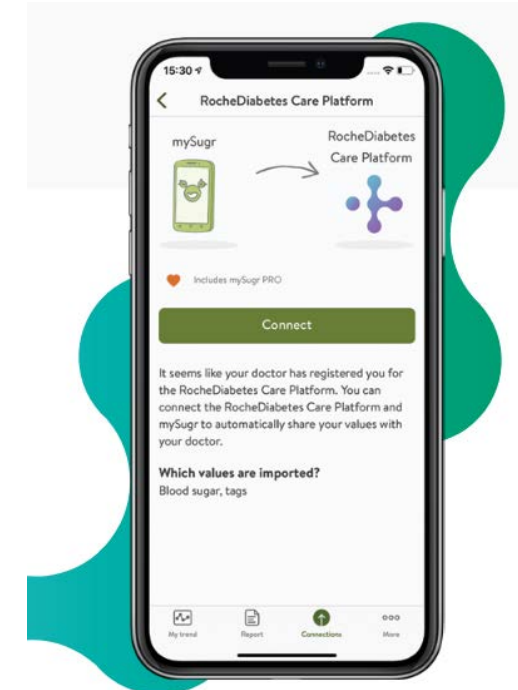 15:30
RocheDiabetes Care Platform
mySugr
RocheDiabetes
Care Platform
Includes mySugr PRO
Connect
It seems like your doctor has registered you for
the RocheDiabetes Care Platform. You can
connect the RocheDiabetes Care Platform and
mySugr to automatically share your values with
your doctor.
Which values are imported?
Blood sugar, tags
My trend
Report
Connections
More